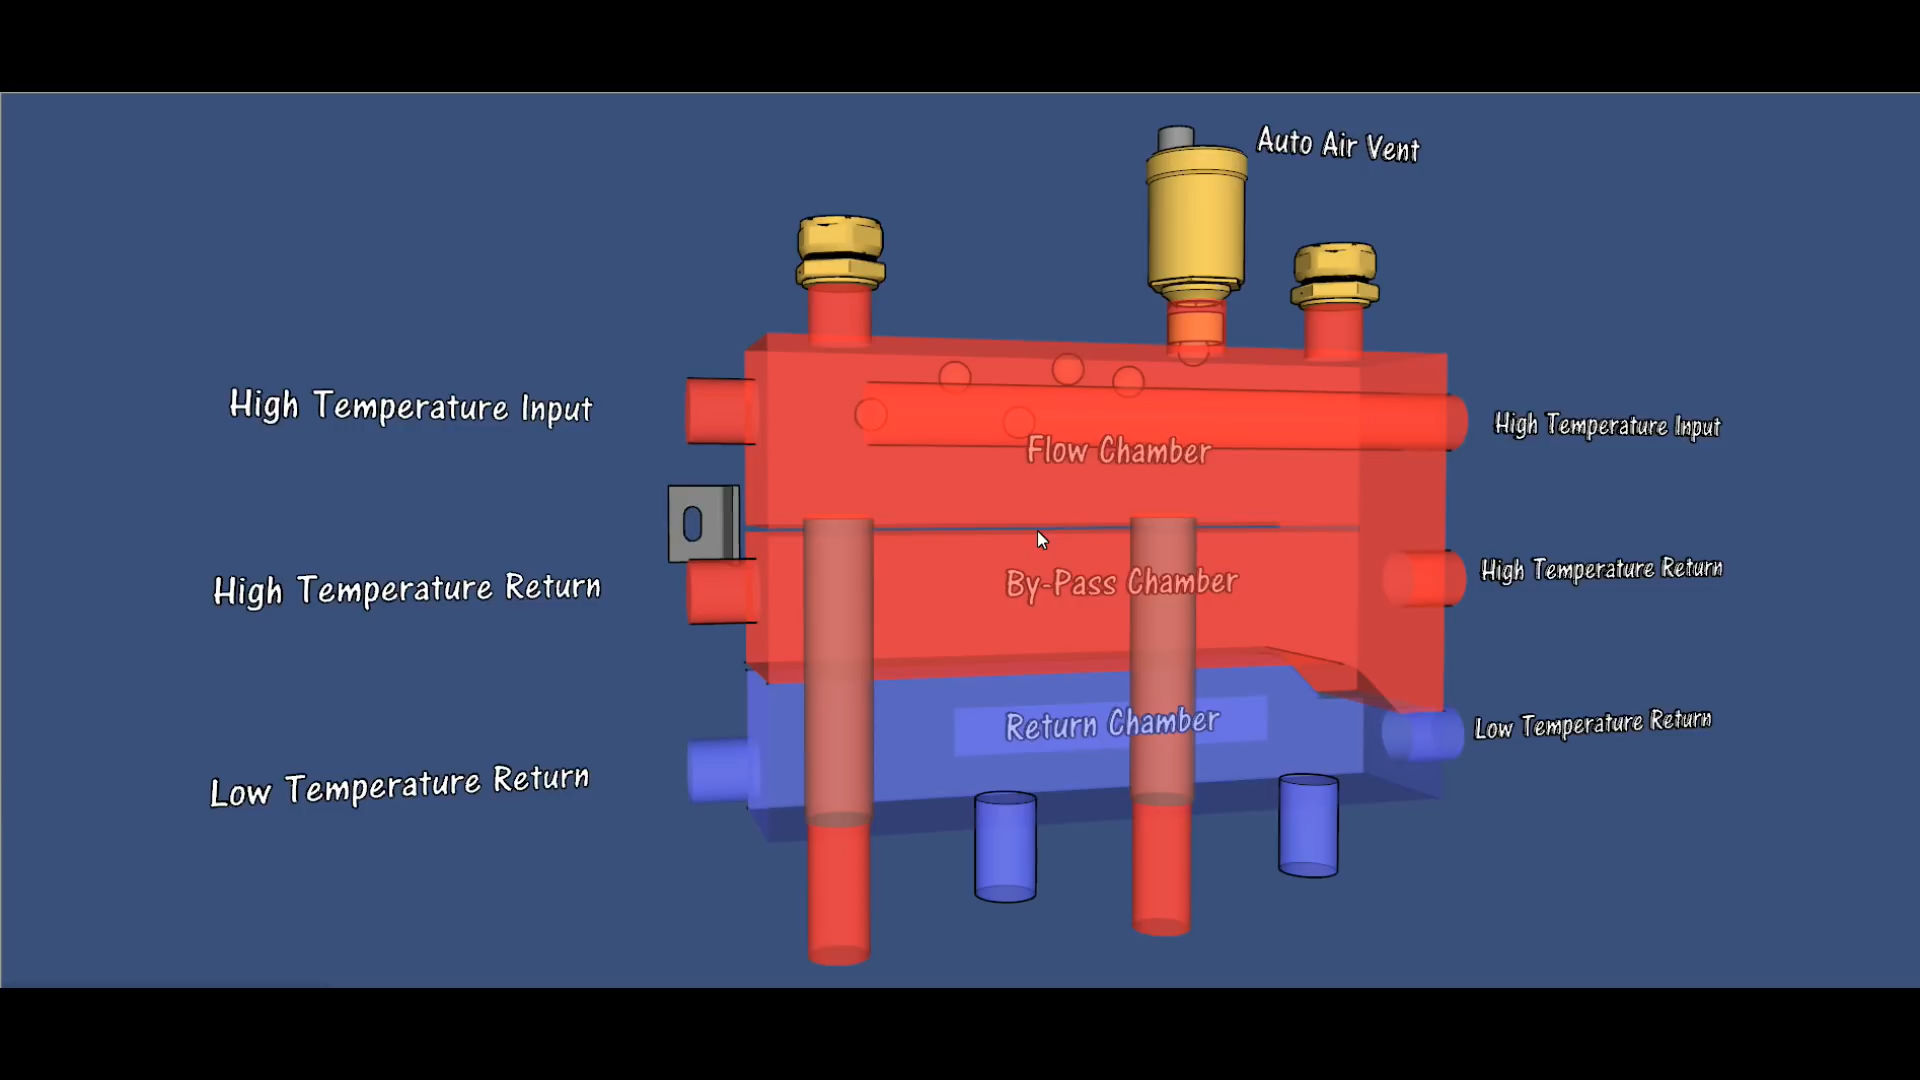 Auto Air Vent
High Temperature Input
High Temperature Input
Flow Chamber
High Temperature Return
By-Pass Chamber
High Temperature Return
Low Temperature Return
Return Chamber
Low Temperature Return